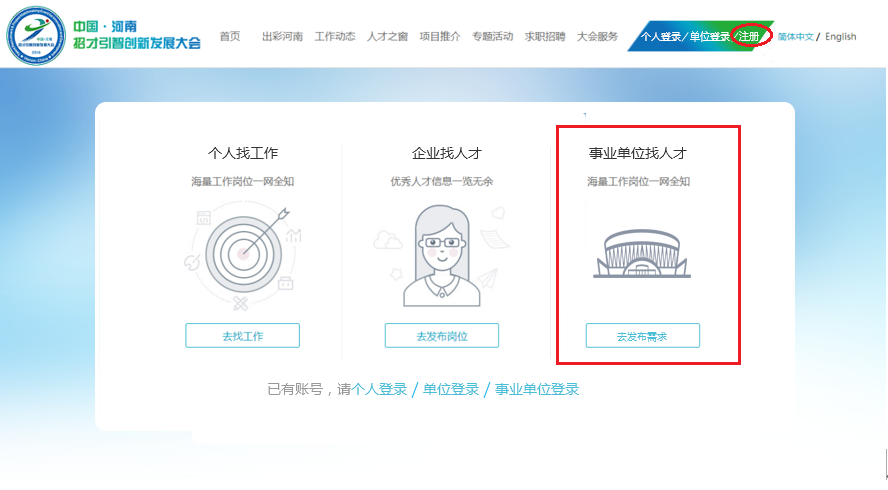 中国·河南
招才引智创新发展大会
首页 出彩河南 工作动态 人才之窗 项目推介 专题活动 求职招聘 大会服务
个人登录/单位登录/注册
简体中文 / English
个人找工作
海量工作岗位一网全知
去找工作
企业找人才
优秀人才信息一览无余
去发布岗位
事业单位找人才
海量工作岗位一网全知
去发布需求
已有账号，请个人登录 / 单位登录 / 事业单位登录